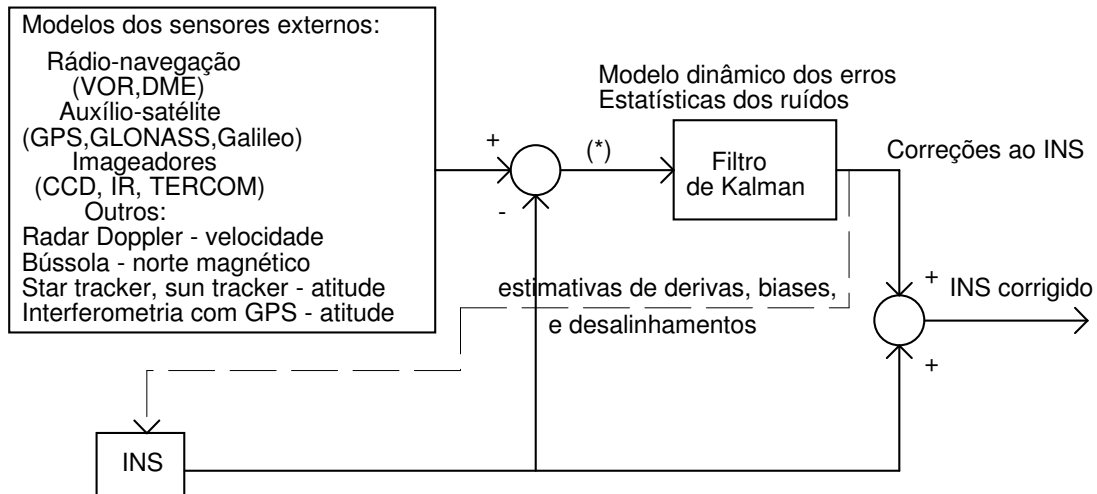 Modelos dos sensores externos:
Rádio-navegação
(VOR,DME)
Auxílio-satélite
(GPS,GLONASS,Galileo)
Imageadores
(CCD, IR, TERCOM)
Outros:
Radar Doppler - velocidade
Bússola - norte magnético
Star tracker, sun tracker - atitude
Interferometria com GPS - atitude
+
-
(*)
Modelo dinâmico dos erros
Estatísticas dos ruídos
Filtro
de Kalman
Correções ao INS
estimativas de derivas, biases,
e desalinhamentos
+
INS corrigido
+
INS